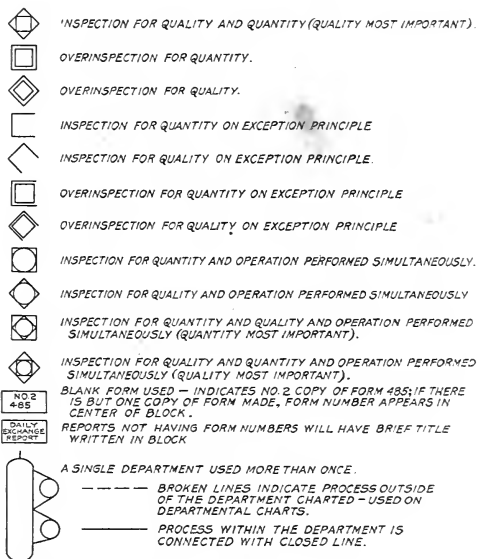 INSPECTION FOR QUALITY AND QUANTITY (QUALITY MOST IMPORTANT).
OVERINSPECTION FOR QUANTITY.
OVERINSPECTION FOR QUALITY.
INSPECTION FOR QUANTITY ON EXCEPTION PRINCIPLE
INSPECTION FOR QUALITY ON EXCEPTION PRINCIPLE.
OVERINSPECTION FOR QUANTITY ON EXCEPTION PRINCIPLE
OVERINSPECTION FOR QUALITY ON EXCEPTION PRINCIPLE
INSPECTION FOR QUANTITY AND OPERATION PERFORMED SIMULTANEOUSLY.
INSPECTION FOR QUALITY AND OPERATION PERFORMED SIMULTANEOUSLY
INSPECTION FOR QUANTITY AND QUALITY AND OPERATION PERFORMED
SIMULTANEOUSLY (QUANTITY MOST IMPORTANT).
INSPECTION FOR QUALITY AND QUANTITY AND OPERATION PERFORMED
SIMULTANEOUSLY (QUALITY MOST IMPORTANT).
NO.2
485
BLANK FORM USED – INDICATES NO. 2 COPY OF FORM 485; IF THERE
IS BUT ONE COPY OF FORM MADE, FORM NUMBER APPEARS IN
CENTER OF BLOCK.
DAILY
EXCHANGE
REPORT
REPORTS NOT HAVING FORM NUMBERS WILL HAVE BRIEF TITLE
WRITTEN IN BLOCK
A SINGLE DEPARTMENT USED MORE THAN ONCE.
BROKEN LINES INDICATE PROCESS OUTSIDE
OF THE DEPARTMENT CHARTED – USED ON
DEPARTMENTAL CHARTS.
PROCESS WITHIN THE DEPARTMENT IS
CONNECTED WITH CLOSED LINE.